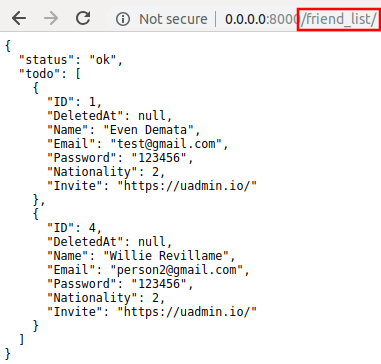 Not secure | 0.0.0.0:8000/friend_list/
{
  "status": "ok",
  "todo": [
    {
      "ID": 1,
      "DeletedAt": null,
      "Name": "Even Demata",
      "Email": "test@gmail.com",
      "Password": "123456",
      "Nationality": 2,
      "Invite": "https://uadmin.io/"
    },
    {
      "ID": 4,
      "DeletedAt": null,
      "Name": "Willie Revillame",
      "Email": "person2@gmail.com",
      "Password": "123456",
      "Nationality": 2,
      "Invite": "https://uadmin.io/"
    }
  ]
}